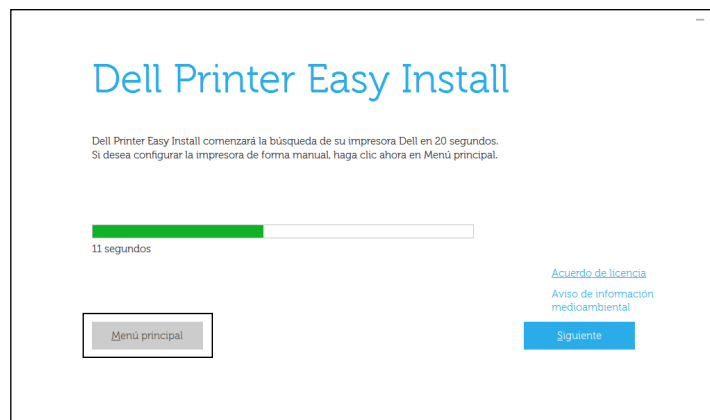 Dell Printer Easy Install
Dell Printer Easy Install comenzará la búsqueda de su impresora Dell en 20 segundos.
Si desea configurar la impresora de forma manual, haga clic ahora en Menú principal.
11 segundos
Acuerdo de licencia
Aviso de información
medioambiental
Menú principal
Siguiente